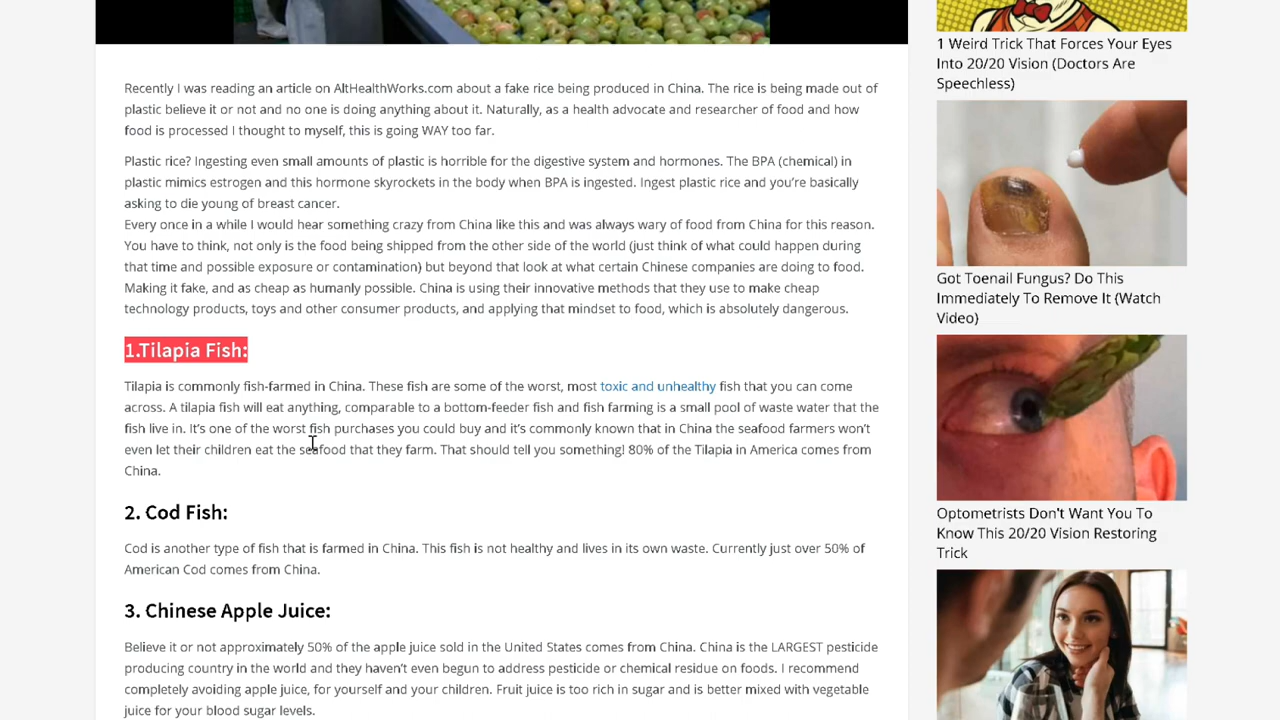 Recently I was reading an article on AltHealthWorks.com about a fake rice being produced in China. The rice is being made out of
plastic believe it or not and no one is doing anything about it. Naturally, as a health advocate and researcher of food and how
food is processed I thought to myself, this is going WAY too far.
Plastic rice? Ingesting even small amounts of plastic is horrible for the digestive system and hormones. The BPA (chemical) in
plastic mimics estrogen and this hormone skyrockets in the body when BPA is ingested. Ingest plastic rice and you’re basically
asking to die young of breast cancer.
Every once in a while I would hear something crazy from China like this and was always wary of food from China for this reason.
You have to think, not only is the food being shipped from the other side of the world (just think of what could happen during
that time and possible exposure or contamination) but beyond that look at what certain Chinese companies are doing to food.
Making it fake, and as cheap as humanly possible. China is using their innovative methods that they use to make cheap
technology products, toys and other consumer products, and applying that mindset to food, which is absolutely dangerous.
1.Tilapia Fish:
Tilapia is commonly fish-farmed in China. These fish are some of the worst, most toxic and unhealthy fish that you can come
across. A tilapia fish will eat anything, comparable to a bottom-feeder fish and fish farming is a small pool of waste water that the
fish live in. It’s one of the worst fish purchases you could buy and it’s commonly known that in China the seafood farmers won’t
even let their children eat the seafood that they farm. That should tell you something! 80% of the Tilapia in America comes from
China.
2. Cod Fish:
Cod is another type of fish that is farmed in China. This fish is not healthy and lives in its own waste. Currently just over 50% of
American Cod comes from China.
3. Chinese Apple Juice:
Believe it or not approximately 50% of the apple juice sold in the United States comes from China. China is the LARGEST pesticide
producing country in the world and they haven’t even begun to address pesticide or chemical residue on foods. I recommend
completely avoiding apple juice, for yourself and your children. Fruit juice is too rich in sugar and is better mixed with vegetable
juice for your blood sugar levels.
1 Weird Trick That Forces Your Eyes
Into 20/20 Vision (Doctors Are
Speechless)
Got Toenail Fungus? Do This
Immediately To Remove It (Watch
Video)
Optometrists Don't Want You To
Know This 20/20 Vision Restoring
Trick